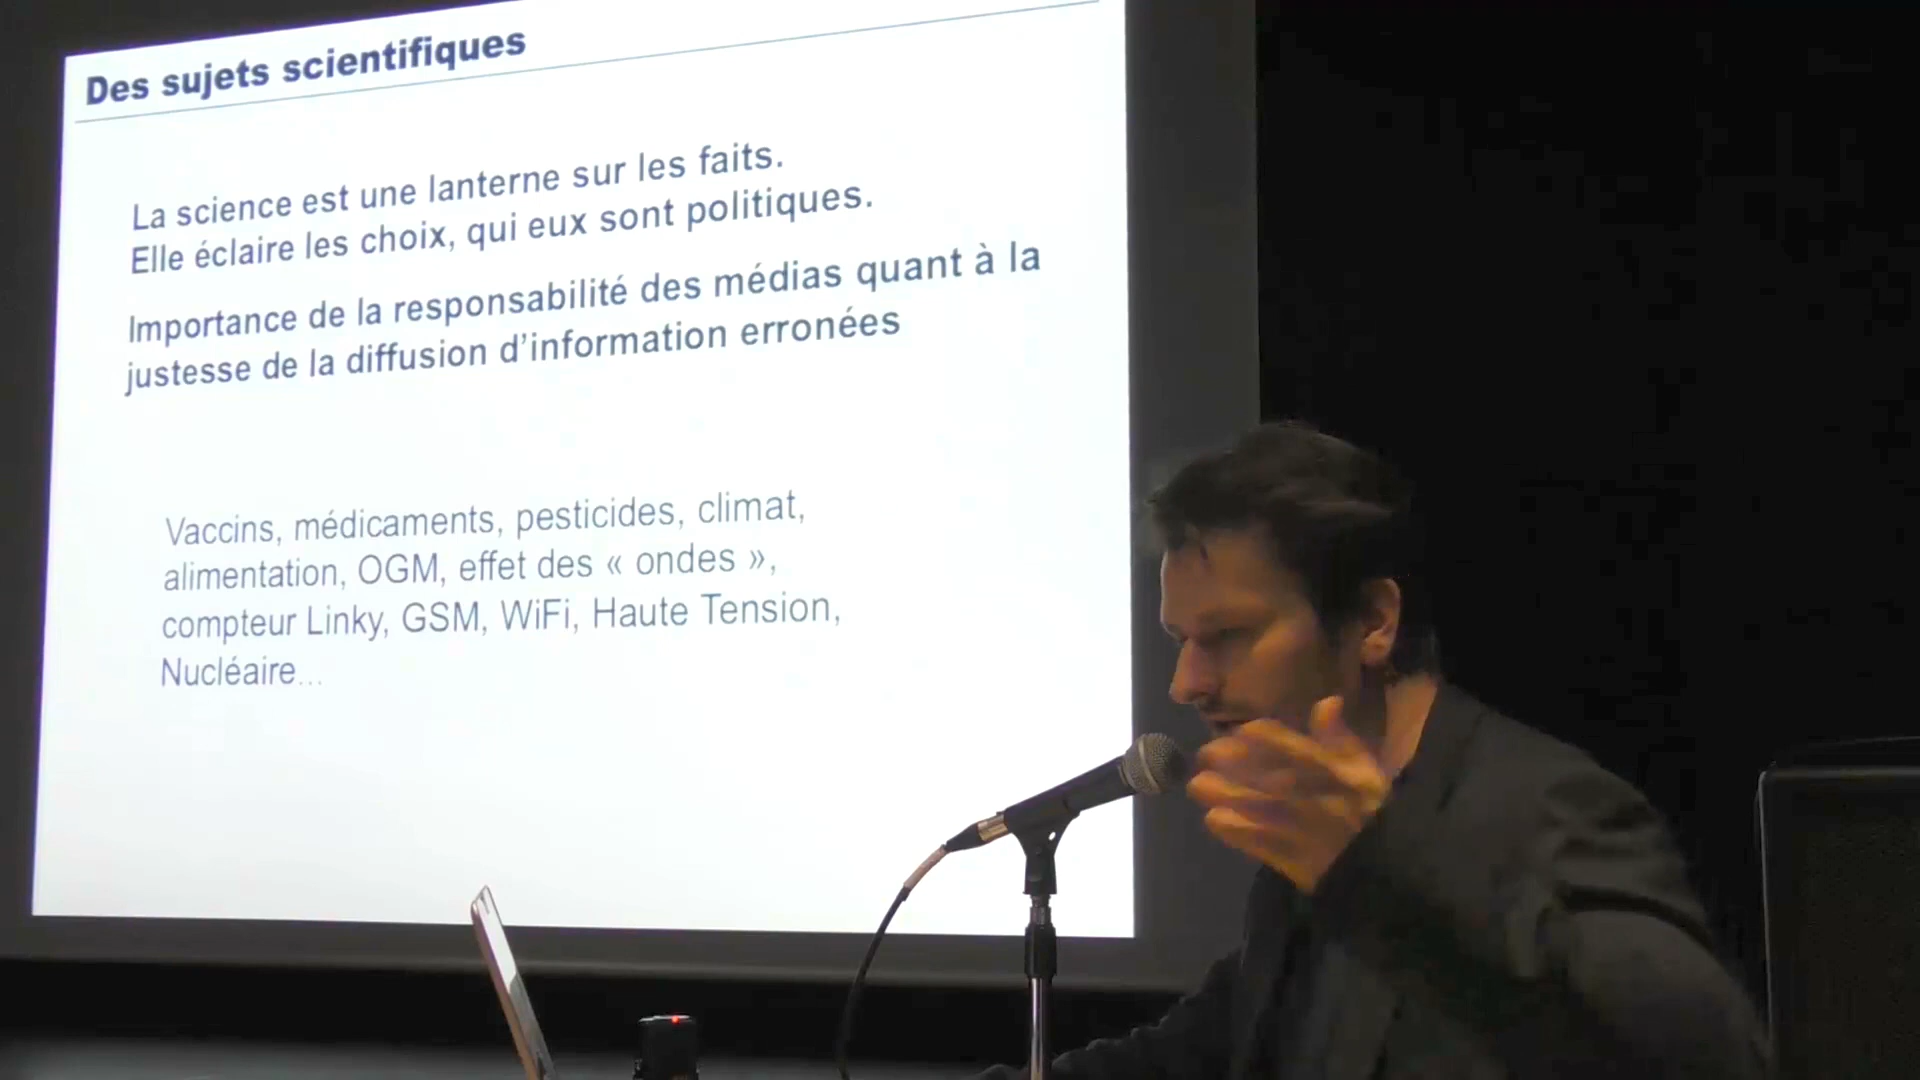 Des sujets scientifiques
La science est une lanterne sur les faits.
Elle éclaire les choix, qui eux sont politiques.
Importance de la responsabilité des médias quant à la
justesse de la diffusion d’information erronées
Vaccins, médicaments, pesticides, climat,
alimentation, OGM, effet des « ondes »,
compteur Linky, GSM, WiFi, Haute Tension,
Nucléaire...